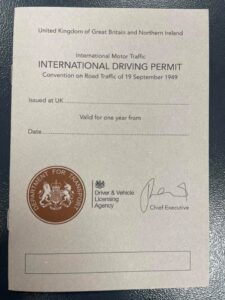 United Kingdom of Great Britain and Northern Ireland
International Motor Traffic
INTERNATIONAL DRIVING PERMIT
Convention on Road Traffic of 19 September 1949
Issued at UK
Valid for one year from
Date
DEPARTMENT FOR TRANSPORT
Driver & Vehicle
Licensing
Agency
Chief Executive